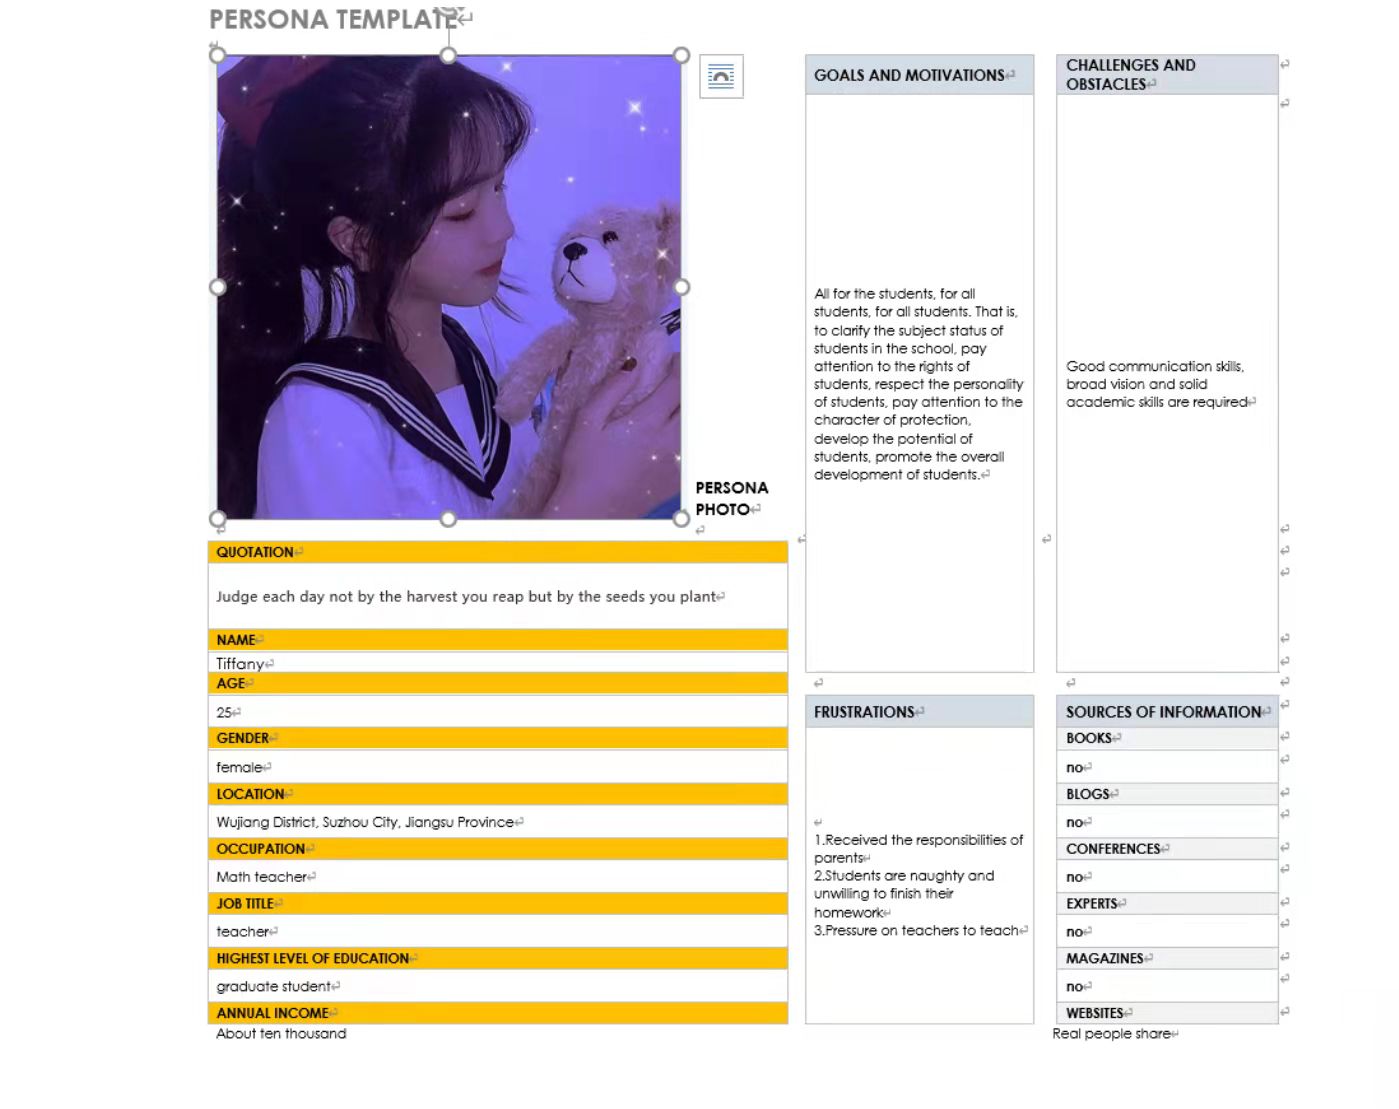 PERSONA TEMPLATE
PERSONA
PHOTO
QUOTATION
Judge each day not by the harvest you reap but by the seeds you plant
NAME
Tiffany
AGE
25
GENDER
female
LOCATION
Wujiang District, Suzhou City, Jiangsu Province
OCCUPATION
Math teacher
JOB TITLE
teacher
HIGHEST LEVEL OF EDUCATION
graduate student
ANNUAL INCOME
About ten thousand
GOALS AND MOTIVATIONS
All for the students, for all
students, for all students. That is,
to clarify the subject status of
students in the school, pay
attention to the rights of
students, respect the personality
of students, pay attention to the
character of protection,
develop the potential of
students, promote the overall
development of students.
FRUSTRATIONS
1.Received the responsibilities of
parents
2.Students are naughty and
unwilling to finish their
homework
3.Pressure on teachers to teach
CHALLENGES AND
OBSTACLES
Good communication skills,
broad vision and solid
academic skills are required
SOURCES OF INFORMATION
BOOKS
no
BLOGS
no
CONFERENCES
no
EXPERTS
no
MAGAZINES
no
WEBSITES
Real people share